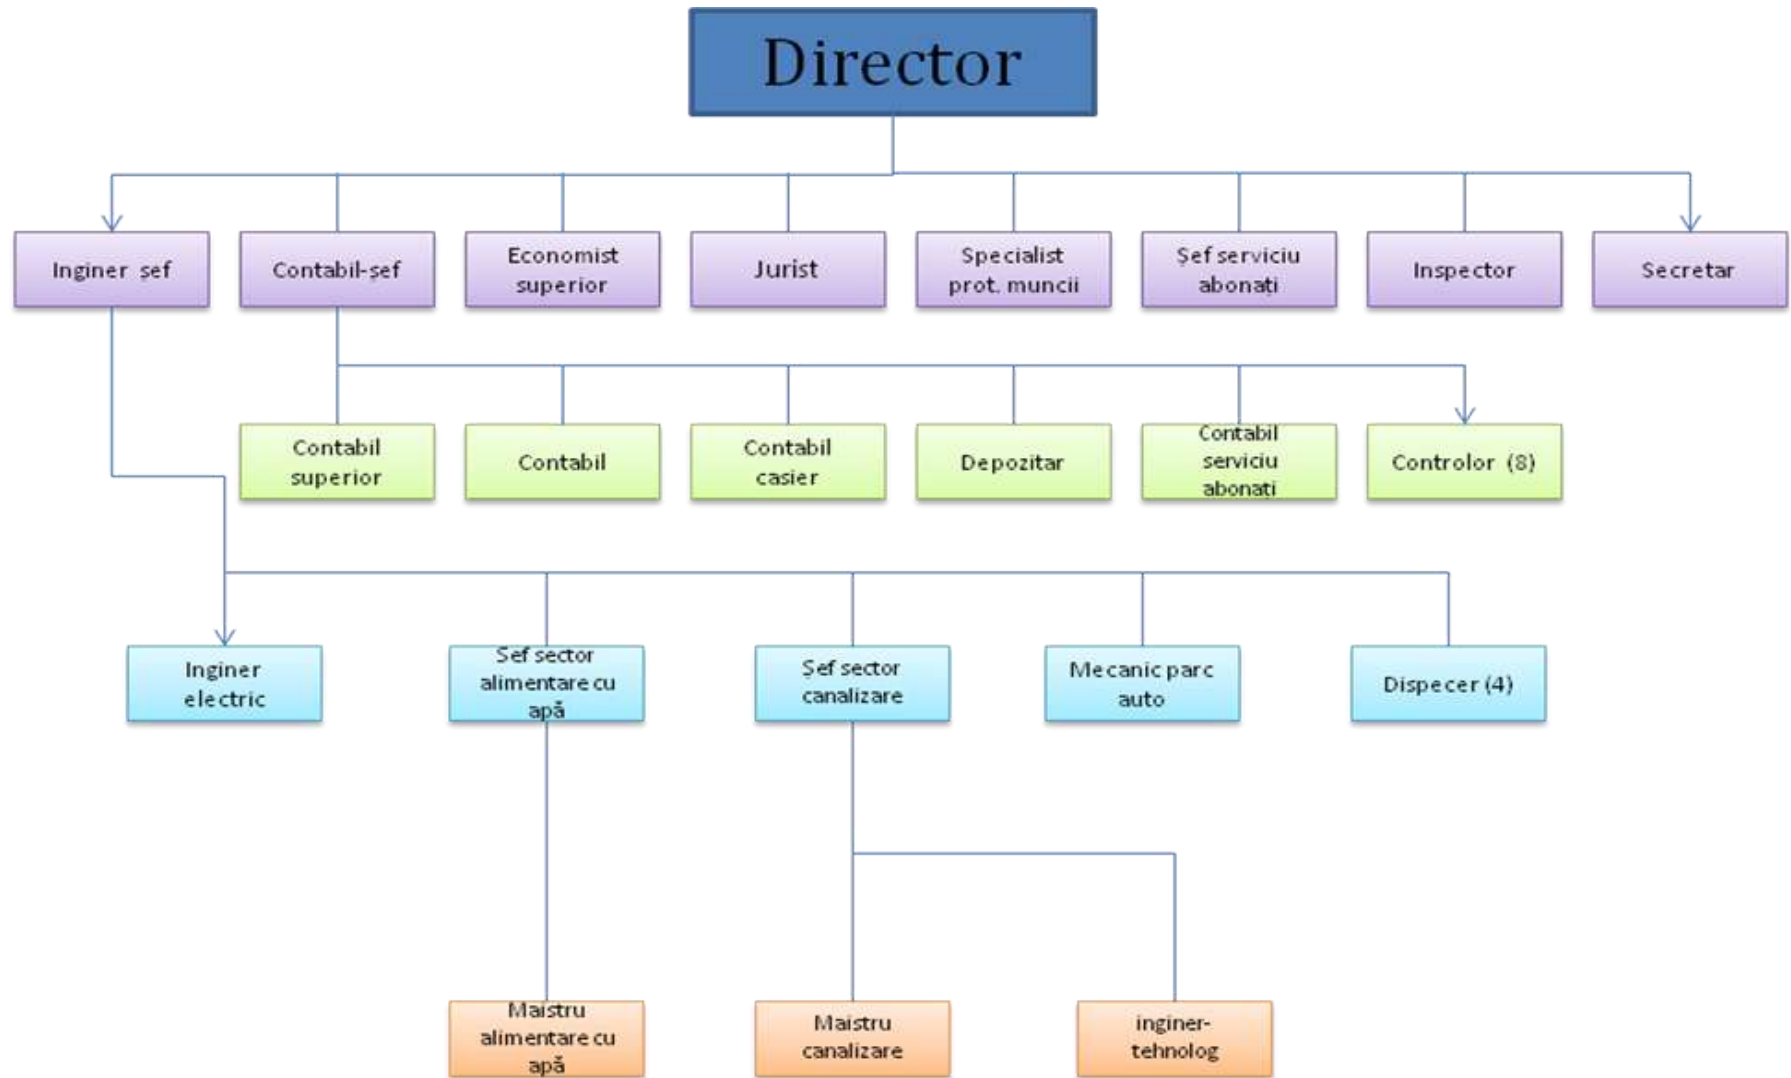 Director
Inginer șef
Contabil-șef
Economist
superior
Jurist
Specialist
prot. muncii
Șef serviciu
abonați
Inspector
Secretar
Contabil
superior
Contabil
Contabil
casier
Depozitar
Contabil
serviciu
abonați
Controlor (8)
Inginer
electric
Șef sector
alimentare cu
apă
Șef sector
canalizare
Mecanic parc
auto
Dispecer (4)
Maistru
alimentare cu
apă
Maistru
canalizare
inginer-
tehnolog